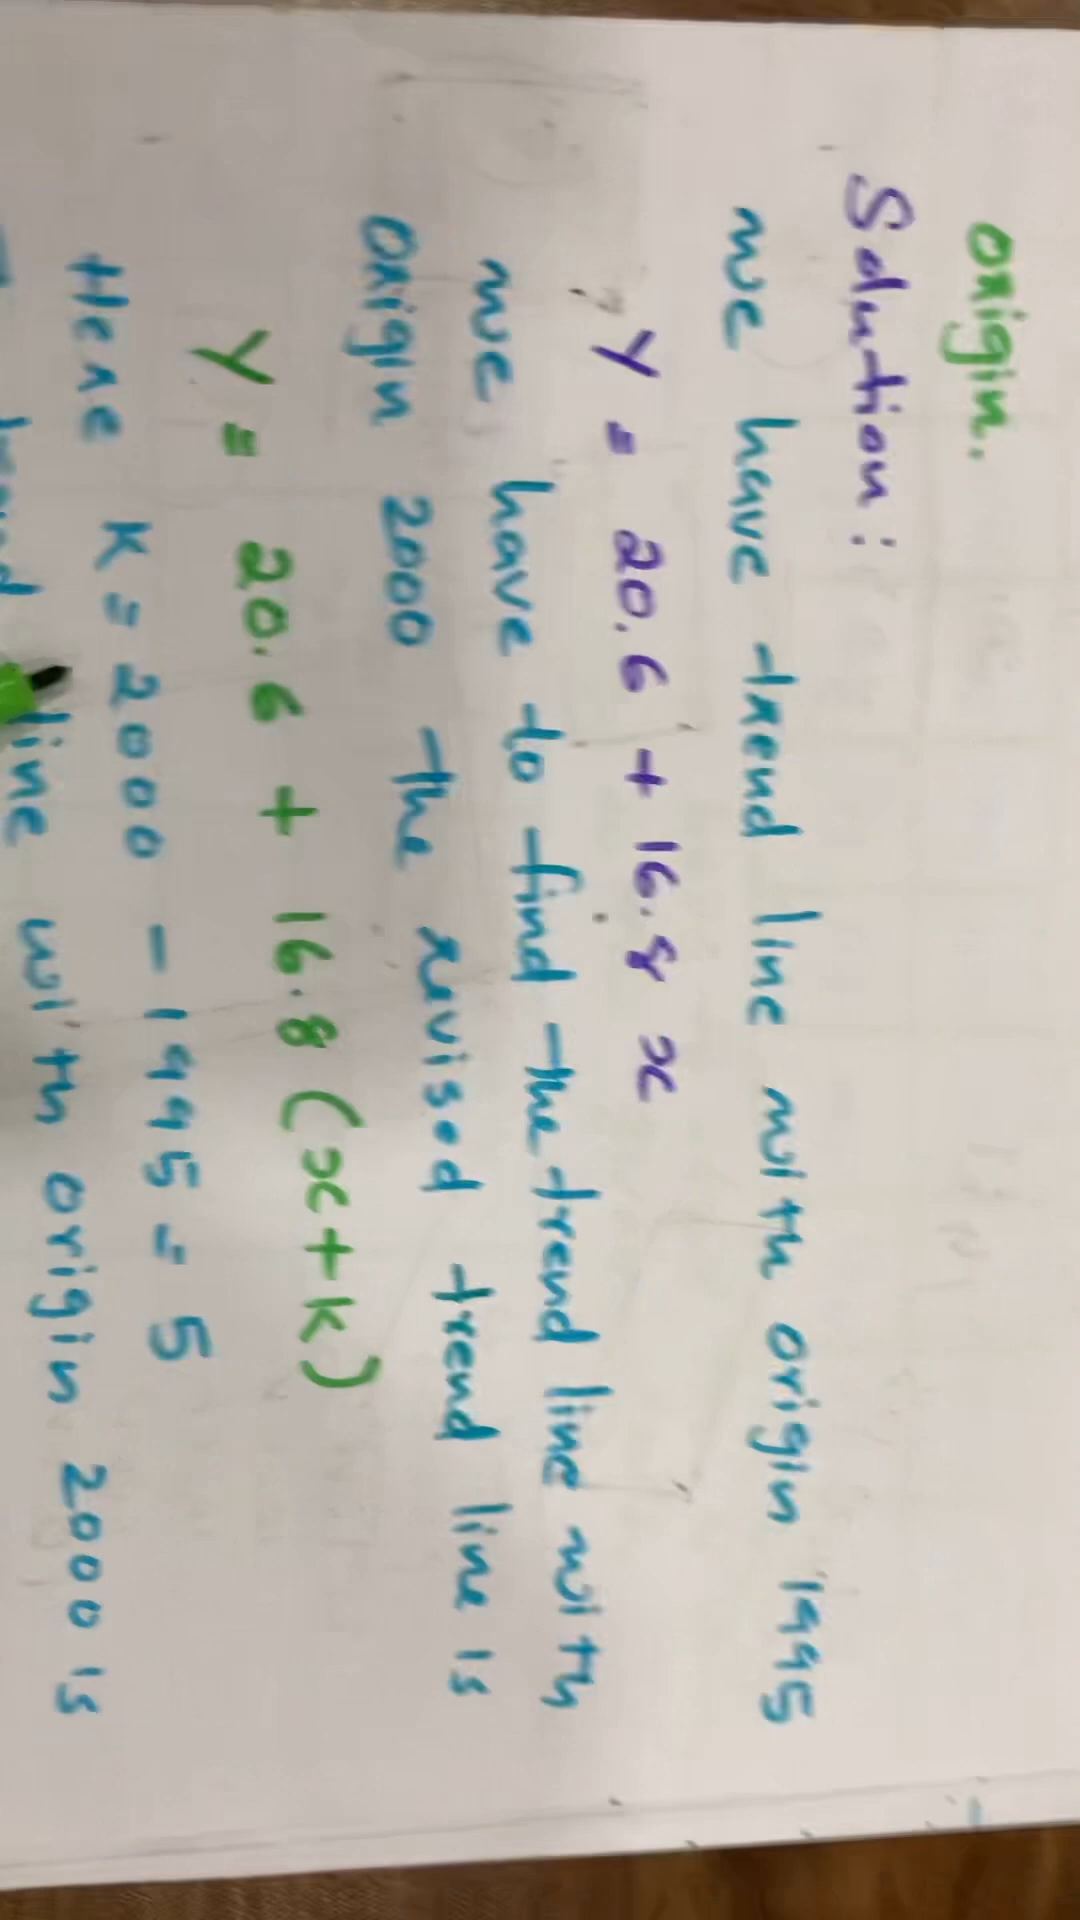 origin.
Solution :
we have trend line with origin 1995
Y = 20.6 + 16.8 x
we have to find the trend line with
origin 2000 the revised trend line is
Y = 20.6 + 16.8 (x+k)
Here K = 2000 - 1995 = 5
line with origin 2000 is